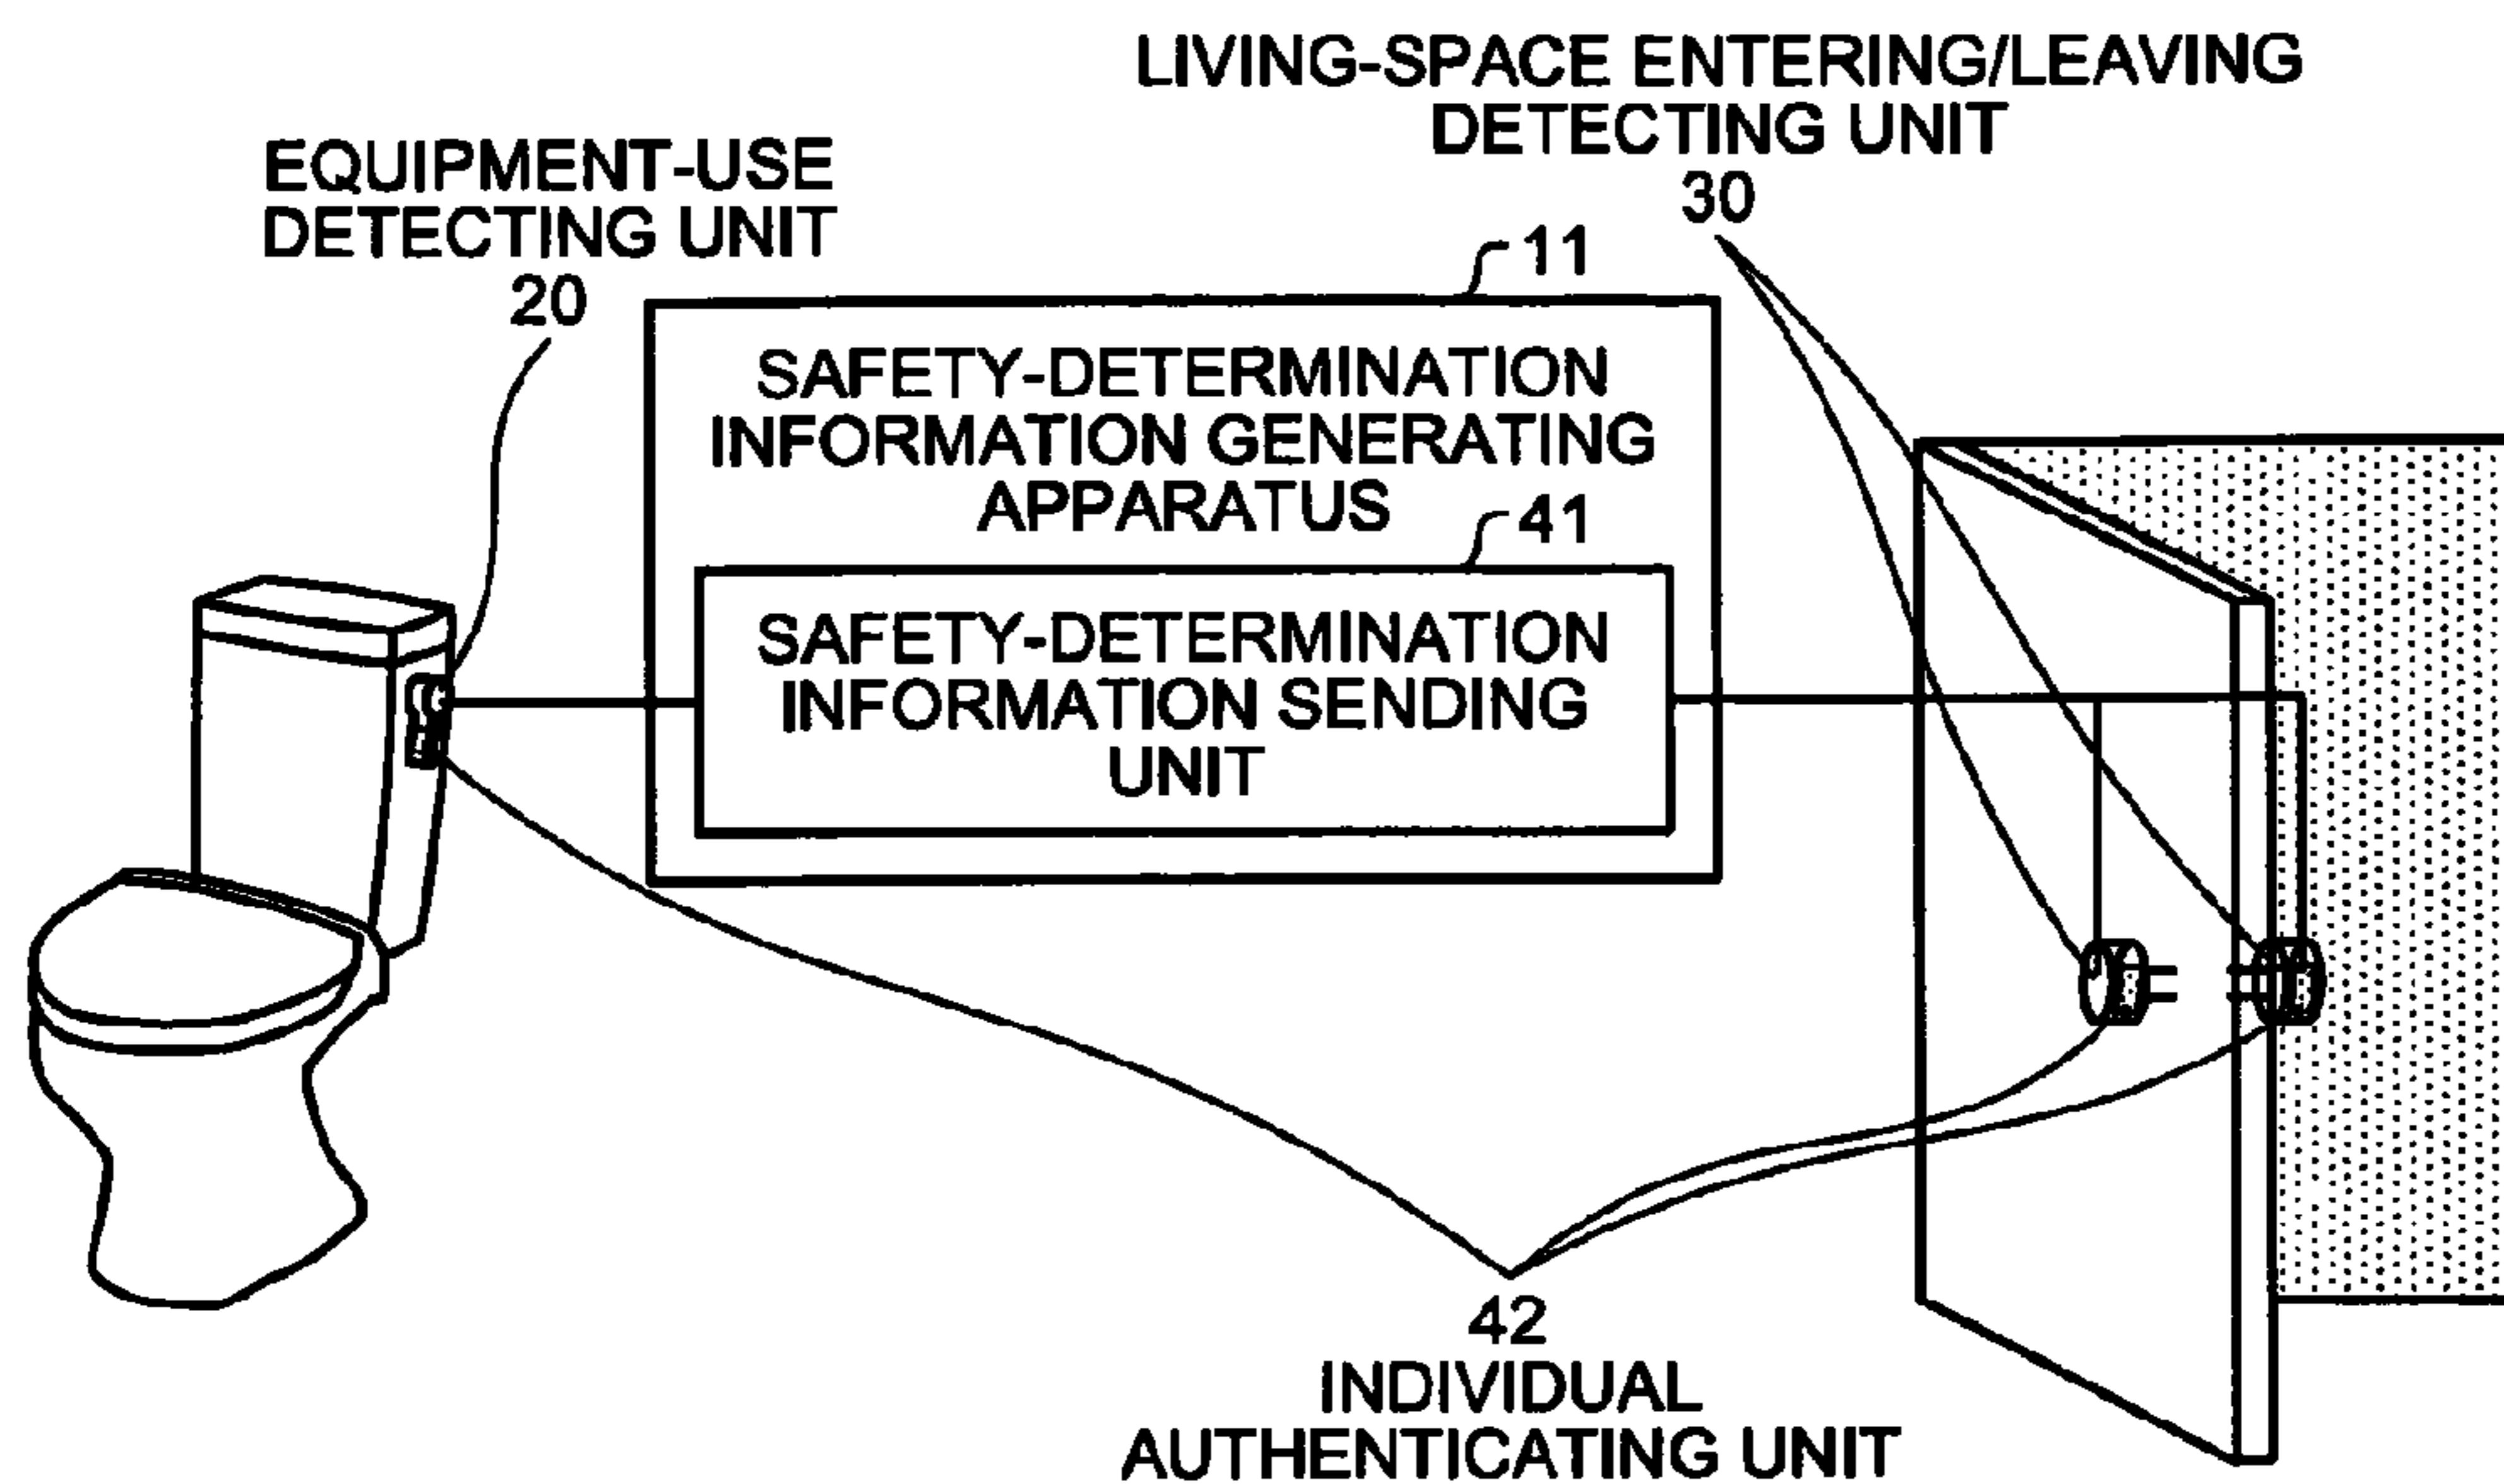 LIVING-SPACE ENTERING/LEAVING
DETECTING UNIT
30
EQUIPMENT-USE
DETECTING UNIT
20
11
SAFETY-DETERMINATION
INFORMATION GENERATING
APPARATUS
41
SAFETY-DETERMINATION
INFORMATION SENDING
UNIT
42
INDIVIDUAL
AUTHENTICATING UNIT